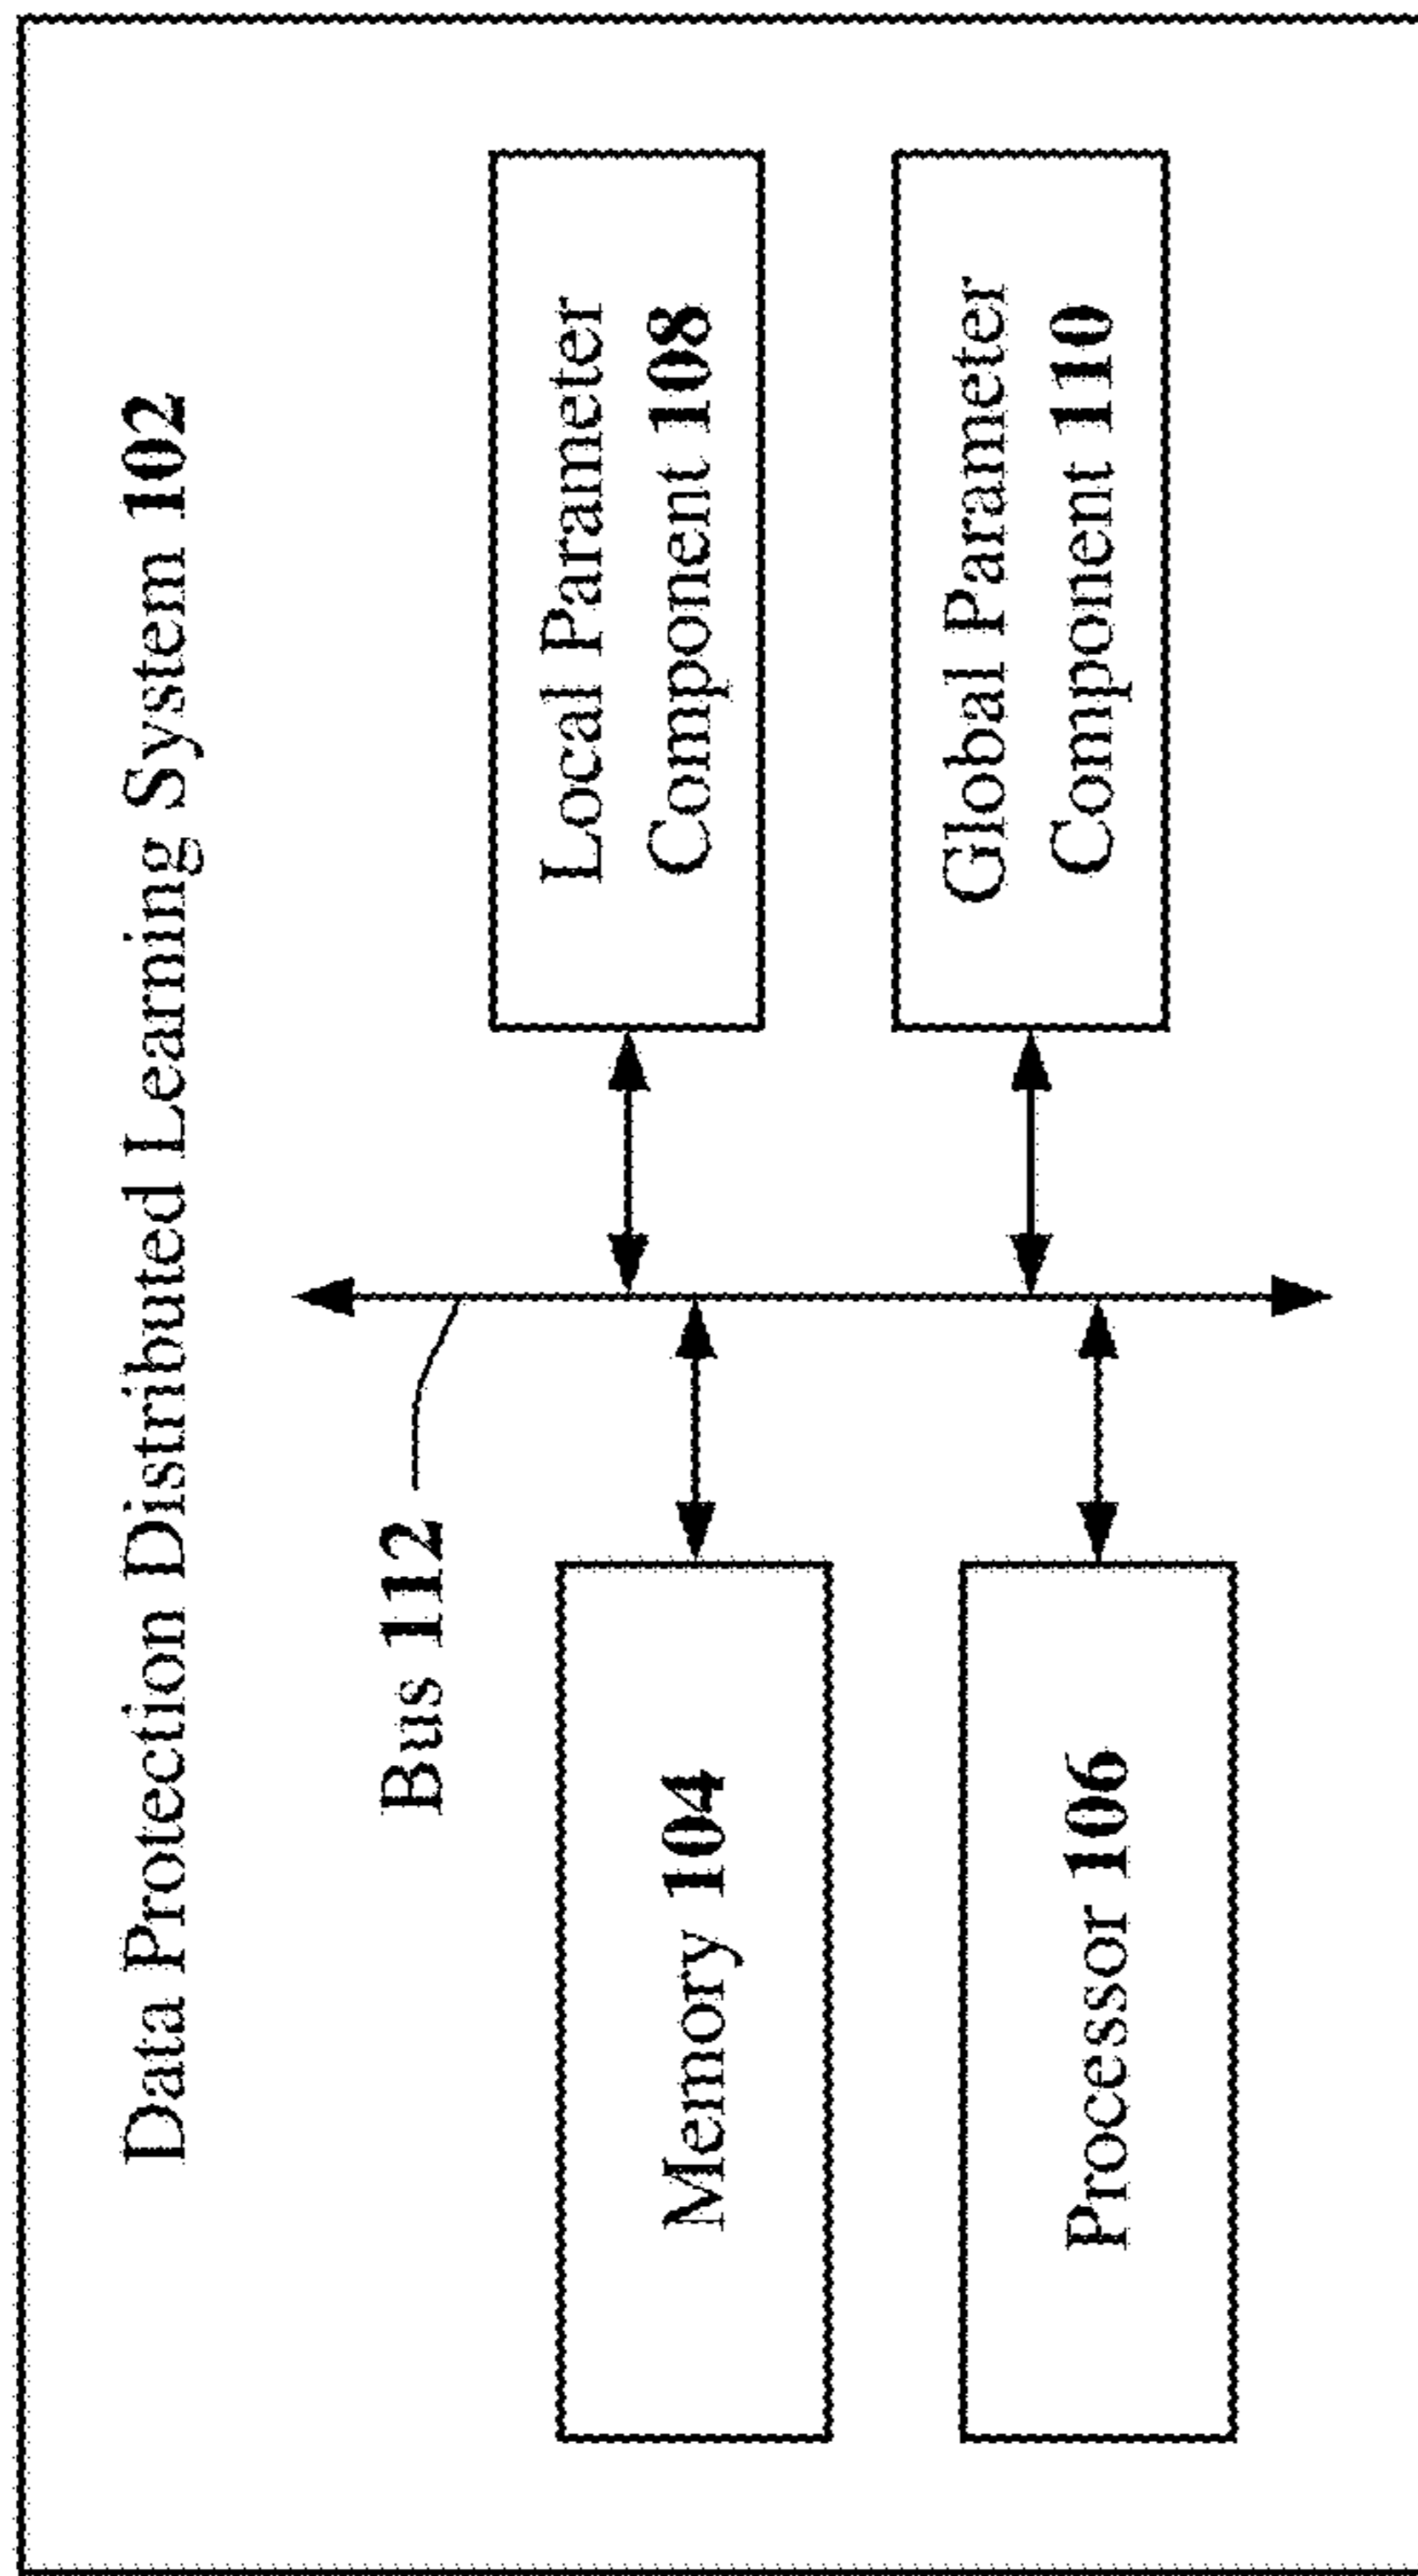 Data Protection Distributed Learning System 102
Bus 112
Memory 104
Local Parameter
Component 108
Processor 106
Global Parameter
Component 110